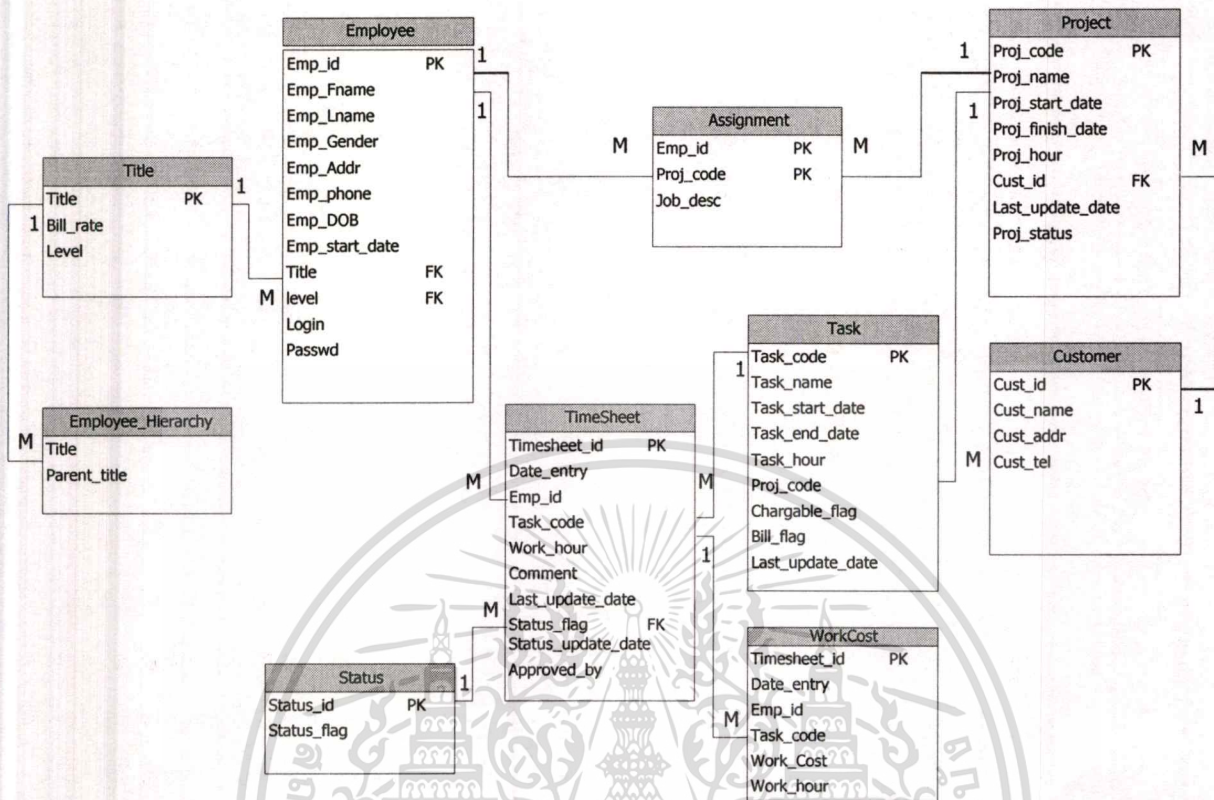 Employee
Emp_id PK
Emp_Fname
Emp_Lname
Emp_Gender
Emp_Addr
Emp_phone
Emp_DOB
Emp_start_date
Title FK
level FK
Login
Passwd
1
1
M
Title
Title PK
Bill_rate
Level
1
1
Employee_Hierarchy
Title
Parent_title
M
Assignment
Emp_id PK
Proj_code PK
Job_desc
M
M
Project
Proj_code PK
Proj_name
Proj_start_date
Proj_finish_date
Proj_hour
Cust_id FK
Last_update_date
Proj_status
1
1
M
Task
Task_code PK
Task_name
Task_start_date
Task_end_date
Task_hour
Proj_code
Chargable_flag
Bill_flag
Last_update_date
1
M
Customer
Cust_id PK
Cust_name
Cust_addr
Cust_tel
1
TimeSheet
Timesheet_id PK
Date_entry
Emp_id
Task_code
Work_hour
Comment
Last_update_date
Status_flag FK
Status_update_date
Approved_by
M
M
1
M
Status
Status_id PK
Status_flag
1
WorkCost
Timesheet_id PK
Date_entry
Emp_id
Task_code
Work_Cost
Work_hour
M